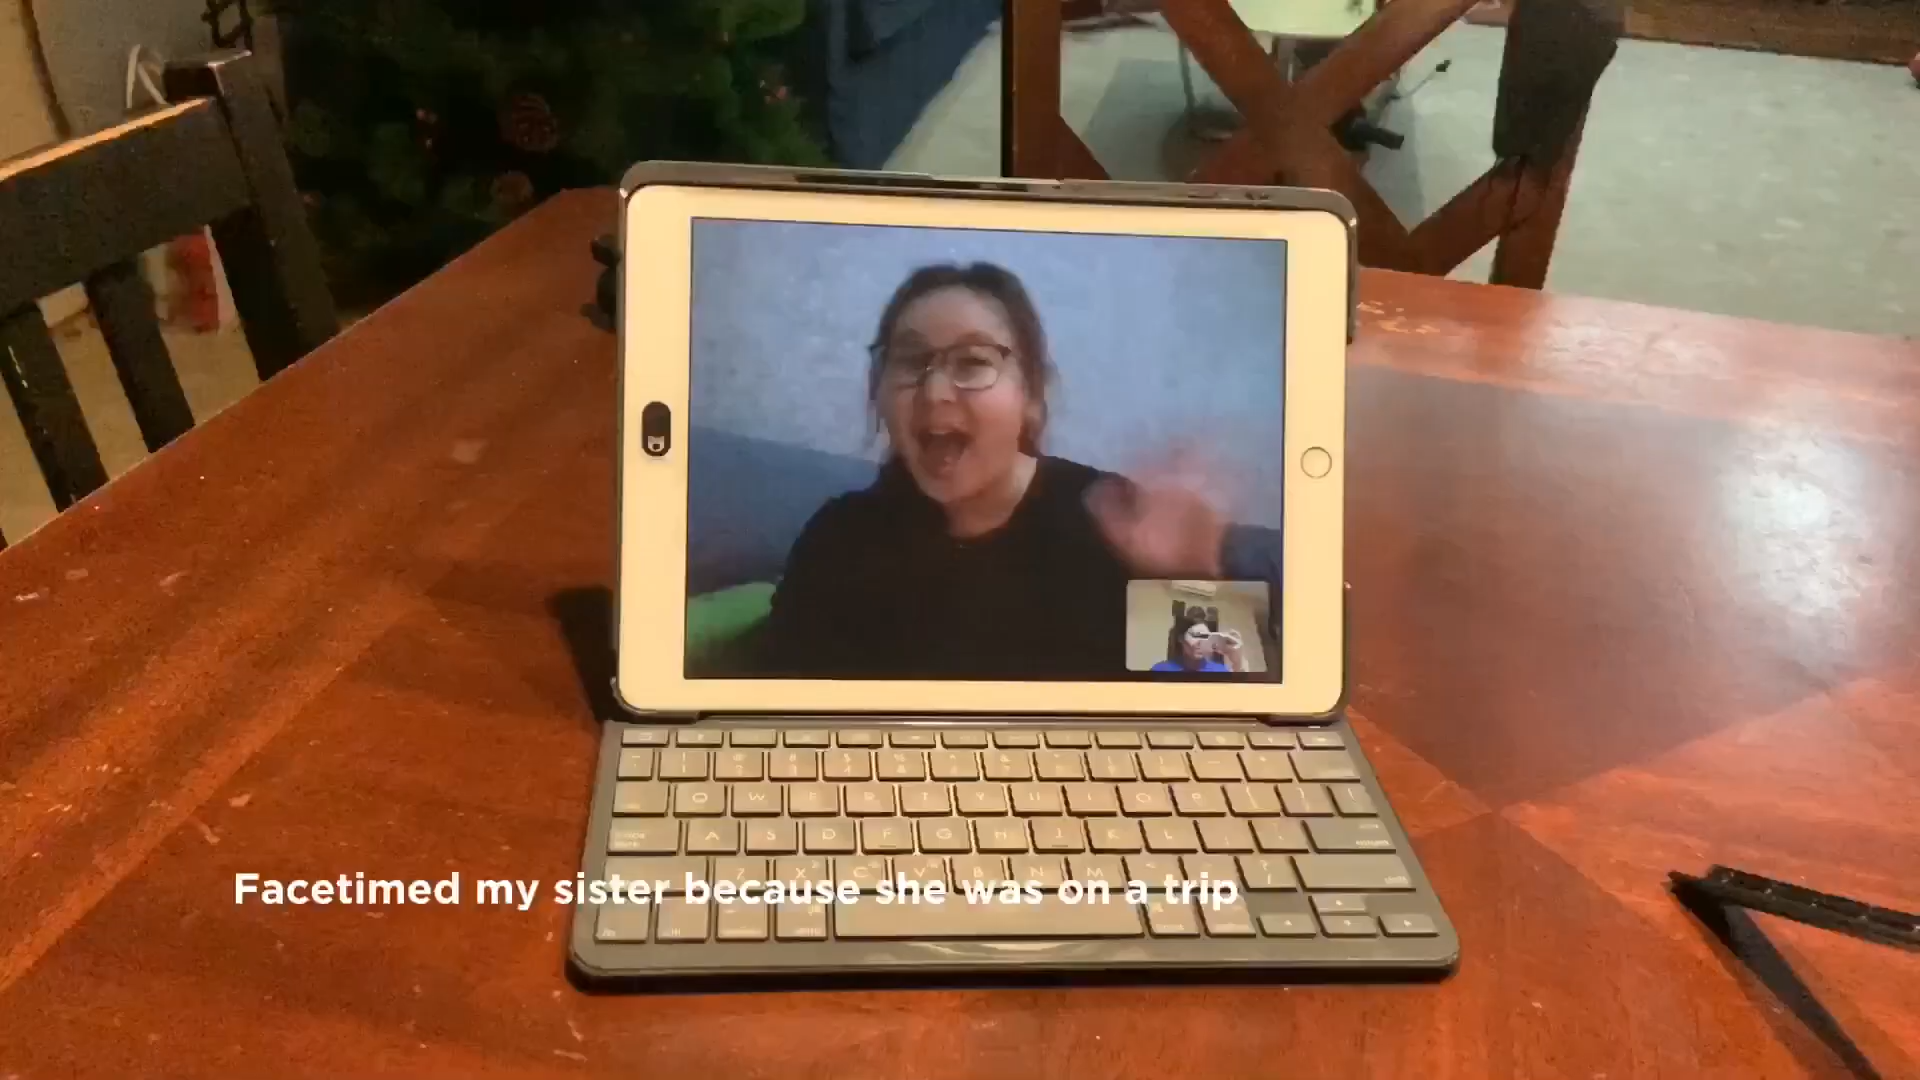 Q W E R T Y U I O P
A S D F G H J K L
Z X C V B N M
Facetimed my sister because she was on a trip